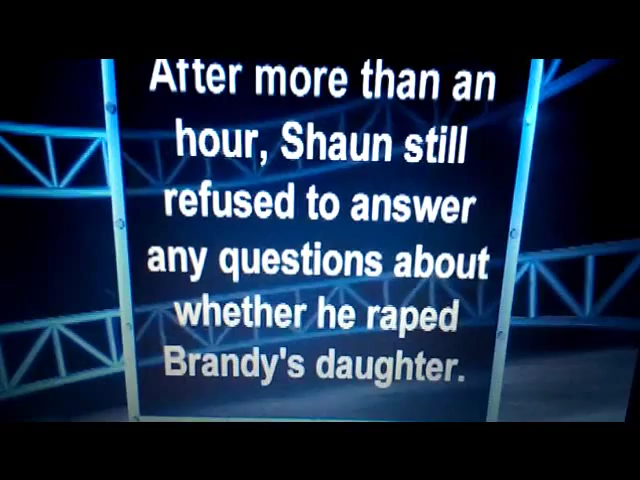 After more than an
hour, Shaun still
refused to answer
any questions about
whether he raped
Brandy's daughter.